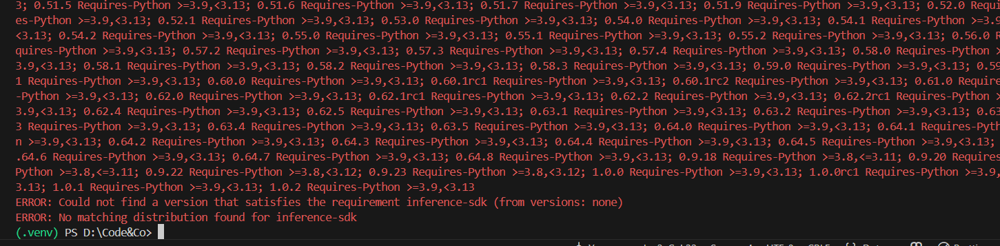 3; 0.51.5 Requires-Python >=3.9,<3.13; 0.51.6 Requires-Python >=3.9,<3.13; 0.51.7 Requires-Python >=3.9,<3.13; 0.51.9 Requires-Python >=3.9,<3.13; 0.52.0 Requi
es-Python >=3.9,<3.13; 0.52.1 Requires-Python >=3.9,<3.13; 0.53.0 Requires-Python >=3.9,<3.13; 0.54.0 Requires-Python >=3.9,<3.13; 0.54.1 Requires-Python >=3.9
<3.13; 0.54.2 Requires-Python >=3.9,<3.13; 0.55.0 Requires-Python >=3.9,<3.13; 0.55.1 Requires-Python >=3.9,<3.13; 0.55.2 Requires-Python >=3.9,<3.13; 0.56.0 R
quires-Python >=3.9,<3.13; 0.57.2 Requires-Python >=3.9,<3.13; 0.57.3 Requires-Python >=3.9,<3.13; 0.57.4 Requires-Python >=3.9,<3.13; 0.58.0 Requires-Python >
3.9,<3.13; 0.58.1 Requires-Python >=3.9,<3.13; 0.58.2 Requires-Python >=3.9,<3.13; 0.58.3 Requires-Python >=3.9,<3.13; 0.59.0 Requires-Python >=3.9,<3.13; 0.59
1 Requires-Python >=3.9,<3.13; 0.60.0 Requires-Python >=3.9,<3.13; 0.60.1rc1 Requires-Python >=3.9,<3.13; 0.60.1rc2 Requires-Python >=3.9,<3.13; 0.61.0 Require
-Python >=3.9,<3.13; 0.62.0 Requires-Python >=3.9,<3.13; 0.62.1rc1 Requires-Python >=3.9,<3.13; 0.62.2 Requires-Python >=3.9,<3.13; 0.62.2rc1 Requires-Python >
3.9,<3.13; 0.62.4 Requires-Python >=3.9,<3.13; 0.62.5 Requires-Python >=3.9,<3.13; 0.63.1 Requires-Python >=3.9,<3.13; 0.63.2 Requires-Python >=3.9,<3.13; 0.63
3 Requires-Python >=3.9,<3.13; 0.63.4 Requires-Python >=3.9,<3.13; 0.63.5 Requires-Python >=3.9,<3.13; 0.64.0 Requires-Python >=3.9,<3.13; 0.64.1 Requires-Pyth
n >=3.9,<3.13; 0.64.2 Requires-Python >=3.9,<3.13; 0.64.3 Requires-Python >=3.9,<3.13; 0.64.4 Requires-Python >=3.9,<3.13; 0.64.5 Requires-Python >=3.9,<3.13;
.64.6 Requires-Python >=3.9,<3.13; 0.64.7 Requires-Python >=3.9,<3.13; 0.64.8 Requires-Python >=3.9,<3.13; 0.9.18 Requires-Python >=3.8,<=3.11; 0.9.20 Requires
Python >=3.8,<=3.11; 0.9.22 Requires-Python >=3.8,<3.12; 0.9.23 Requires-Python >=3.8,<3.12; 1.0.0 Requires-Python >=3.9,<3.13; 1.0.0rc1 Requires-Python >=3.9,
3.13; 1.0.1 Requires-Python >=3.9,<3.13; 1.0.2 Requires-Python >=3.9,<3.13
ERROR: Could not find a version that satisfies the requirement inference-sdk (from versions: none)
ERROR: No matching distribution found for inference-sdk
(.venv) PS D:\Code&Co>